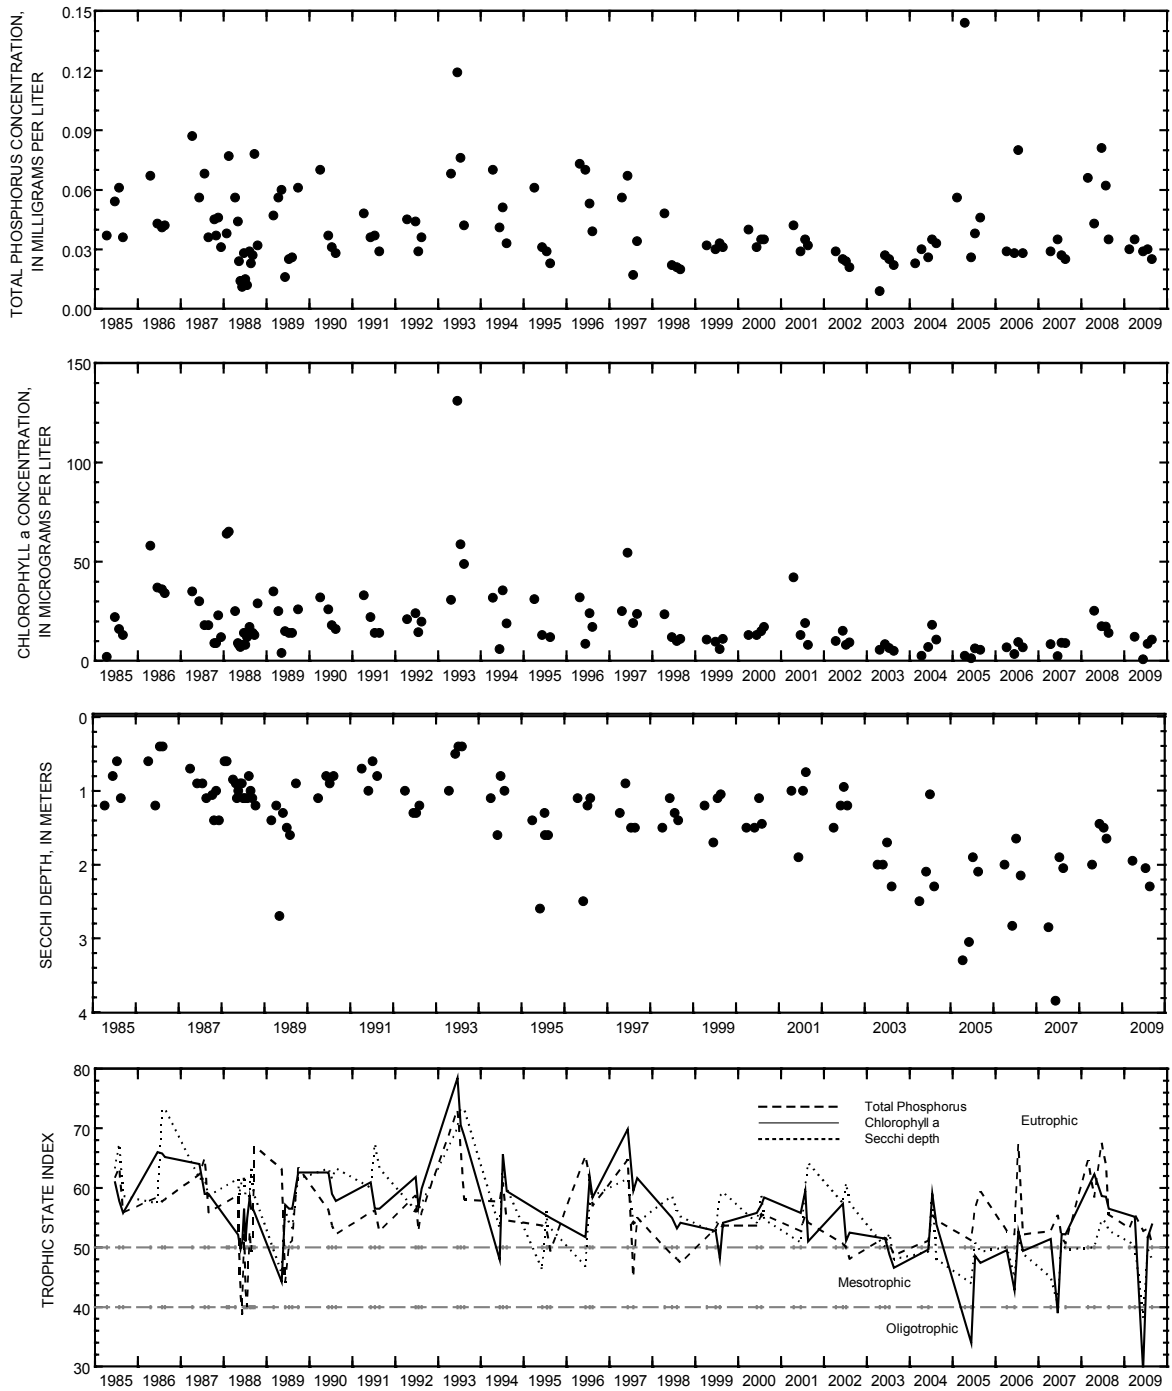 TOTAL PHOSPHORUS CONCENTRATION,
IN MILLIGRAMS PER LITER
0.15
0.12
0.09
0.06
0.03
0.00
1985 1986 1987 1988 1989 1990 1991 1992 1993 1994 1995 1996 1997 1998 1999 2000 2001 2002 2003 2004 2005 2006 2007 2008 2009
CHLOROPHYLL a CONCENTRATION,
IN MICROGRAMS PER LITER
150
100
50
0
1985 1986 1987 1988 1989 1990 1991 1992 1993 1994 1995 1996 1997 1998 1999 2000 2001 2002 2003 2004 2005 2006 2007 2008 2009
SECCHI DEPTH, IN METERS
0
1
2
3
4
1985 1987 1989 1991 1993 1995 1997 1999 2001 2003 2005 2007 2009
TROPHIC STATE INDEX
80
70
60
50
40
30
Total Phosphorus
Chlorophyll a
Secchi depth
Eutrophic
Mesotrophic
Oligotrophic
1985 1986 1987 1988 1989 1990 1991 1992 1993 1994 1995 1996 1997 1998 1999 2000 2001 2002 2003 2004 2005 2006 2007 2008 2009